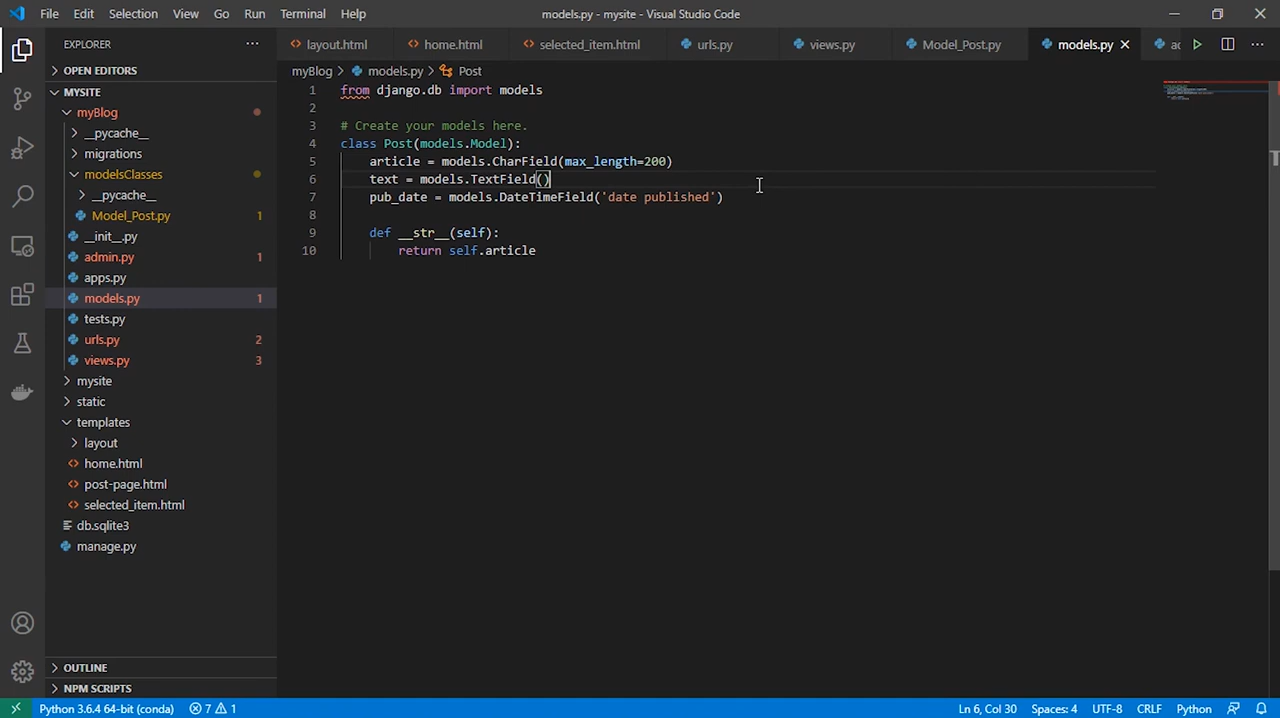 File Edit Selection View Go Run Terminal Help models.py - mysite - Visual Studio Code
EXPLORER
OPEN EDITORS
MYSITE
myBlog
__pycache__
migrations
modelsClasses
__pycache__
Model_Post.py 1
__init__.py
admin.py 1
apps.py
models.py 1
tests.py
urls.py 2
views.py 3
mysite
static
templates
layout
home.html
post-page.html
selected_item.html
db.sqlite3
manage.py
OUTLINE
NPM SCRIPTS
layout.html home.html selected_item.html urls.py views.py Model_Post.py models.py
myBlog > models.py > Post
1 from django.db import models
2
3 # Create your models here.
4 class Post(models.Model):
5 article = models.CharField(max_length=200)
6 text = models.TextField()
7 pub_date = models.DateTimeField('date published')
8
9 def __str__(self):
10 return self.article
Python 3.6.4 64-bit (conda) 7 1 Ln 6, Col 30 Spaces: 4 UTF-8 CRLF Python